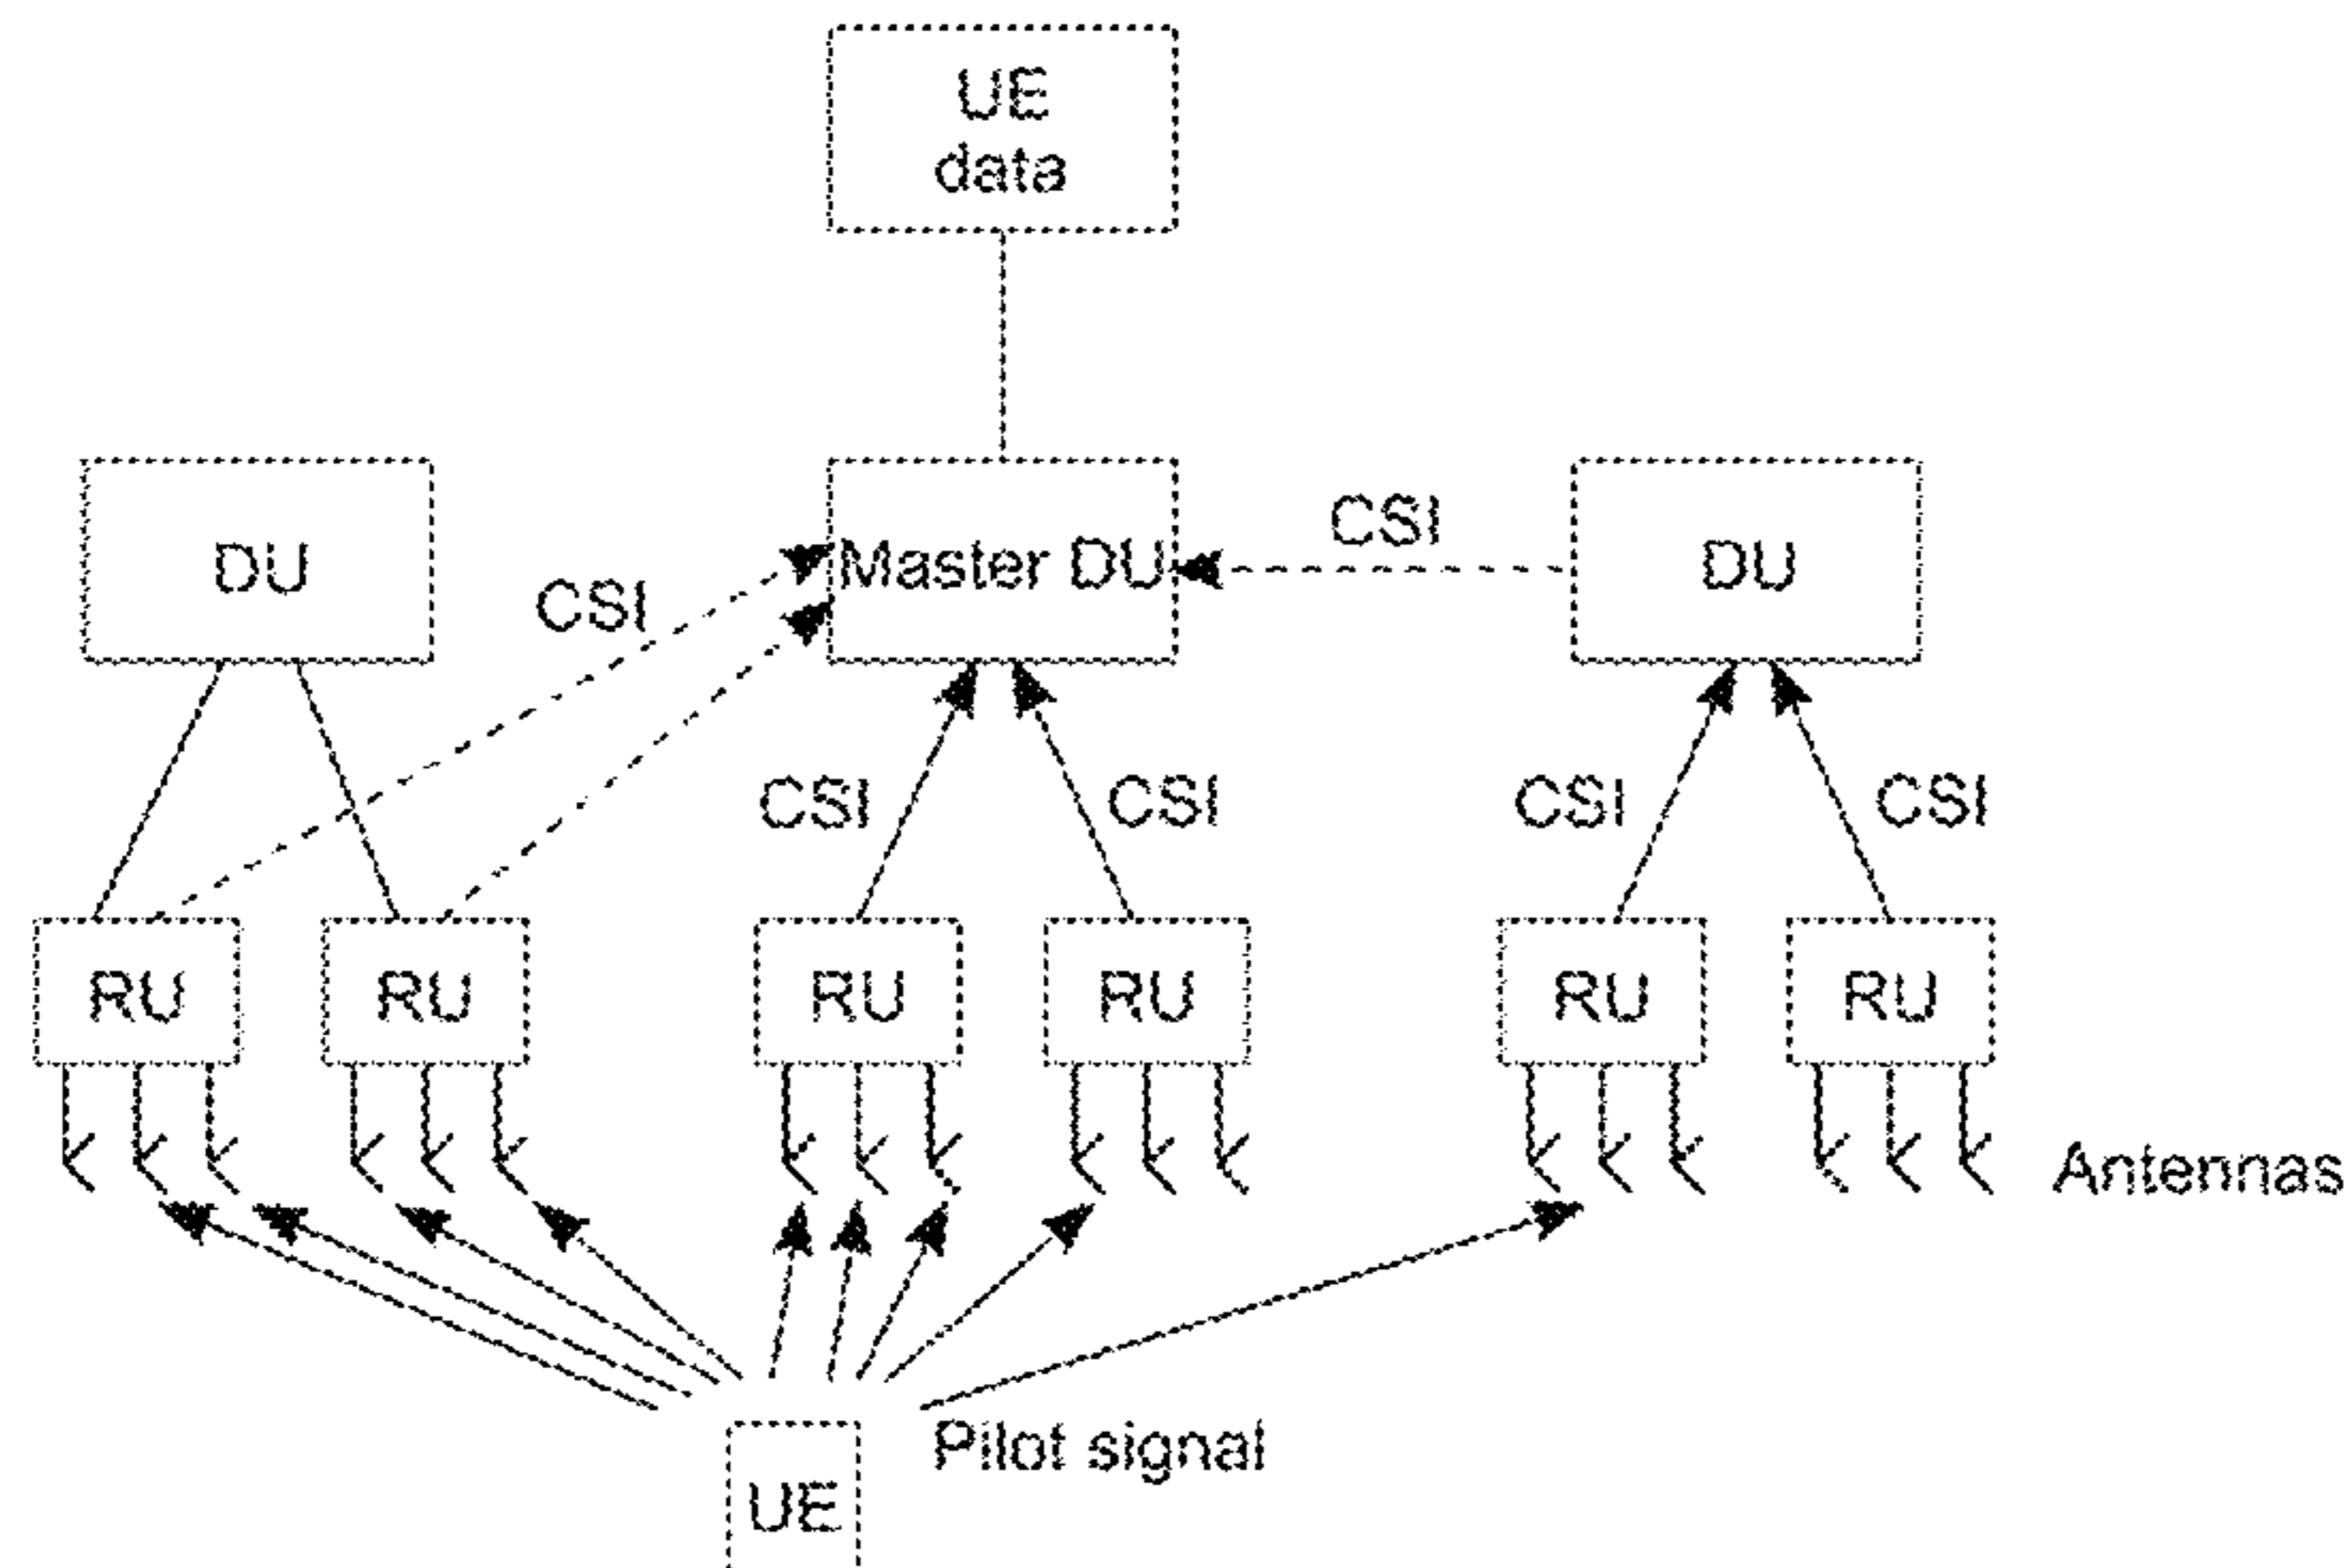 UE
data
DU
CSI
Master DU
CSI
DU
CSI
CSI
CSI
CSI
RU
RU
RU
RU
RU
RU
Antennas
Pilot signal
UE